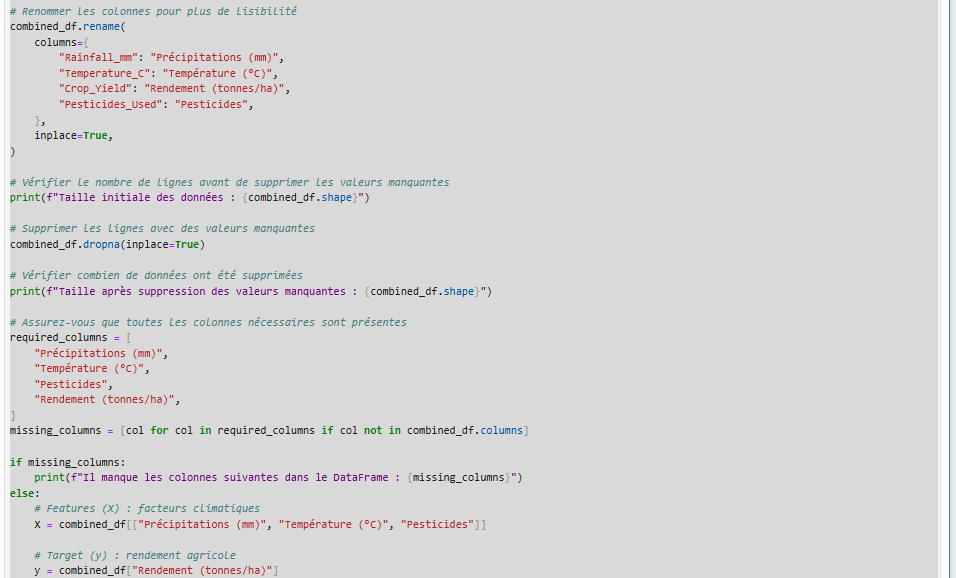 # Renommer les colonnes pour plus de lisibilité
combined_df.rename(
    columns={
        "Rainfall_mm": "Précipitations (mm)",
        "Temperature_C": "Température (°C)",
        "Crop_Yield": "Rendement (tonnes/ha)",
        "Pesticides_Used": "Pesticides",
    },
    inplace=True,
)

# Vérifier le nombre de lignes avant de supprimer les valeurs manquantes
print(f"Taille initiale des données : {combined_df.shape}")

# Supprimer les lignes avec des valeurs manquantes
combined_df.dropna(inplace=True)

# Vérifier combien de données ont été supprimées
print(f"Taille après suppression des valeurs manquantes : {combined_df.shape}")

# Assurez-vous que toutes les colonnes nécessaires sont présentes
required_columns = [
    "Précipitations (mm)",
    "Température (°C)",
    "Pesticides",
    "Rendement (tonnes/ha)",
]
missing_columns = [col for col in required_columns if col not in combined_df.columns]

if missing_columns:
    print(f"Il manque les colonnes suivantes dans le DataFrame : {missing_columns}")
else:
    # Features (X) : facteurs climatiques
    X = combined_df[["Précipitations (mm)", "Température (°C)", "Pesticides"]]

    # Target (y) : rendement agricole
    y = combined_df["Rendement (tonnes/ha)"]